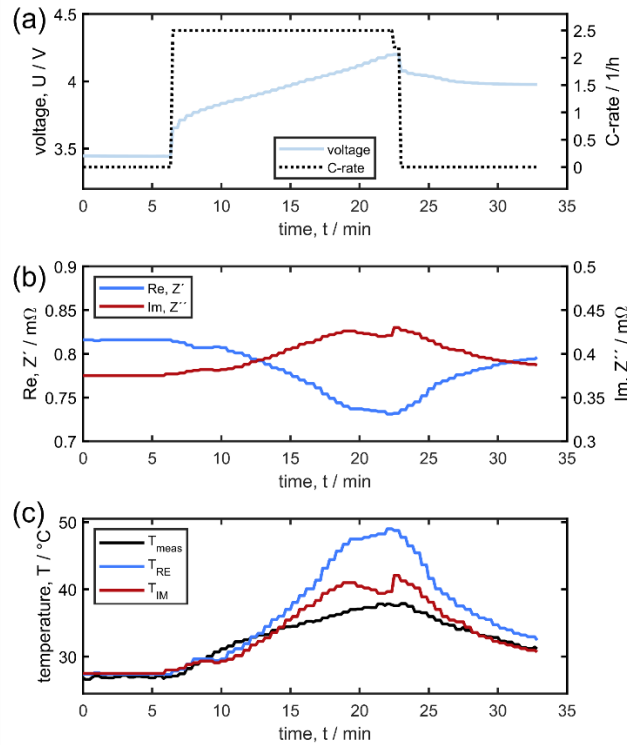 (a)
4.5
4
3.5
voltage, U / V
2.5
2
1.5
1
0.5
0
C-rate / 1/h
voltage
C-rate
0 5 10 15 20 25 30 35
time, t / min
(b)
0.9
0.85
0.8
0.75
0.7
Re, Z´ / mΩ
0.5
0.45
0.4
0.35
0.3
Im, Z´´ / mΩ
Re, Z´
Im, Z´´
0 5 10 15 20 25 30 35
time, t / min
(c)
50
40
30
temperature, T / °C
T_meas
T_RE
T_IM
0 5 10 15 20 25 30 35
time, t / min